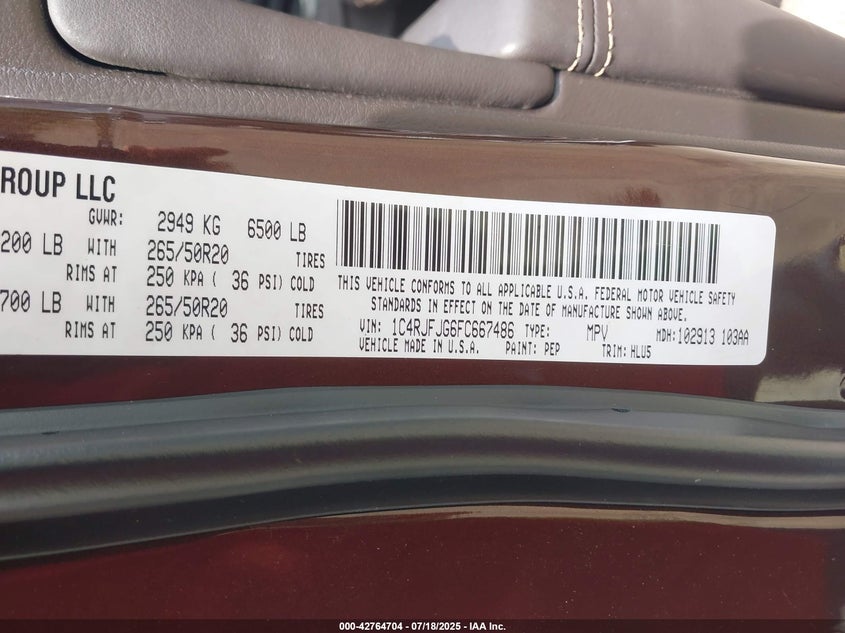 ROUP LLC
GVWR: 2949 KG 6500 LB
200 LB WITH 265/50R20 TIRES
RIMS AT 250 KPA ( 36 PSI) COLD
700 LB WITH 265/50R20 TIRES
RIMS AT 250 KPA ( 36 PSI) COLD
THIS VEHICLE CONFORMS TO ALL APPLICABLE U.S.A. FEDERAL MOTOR VEHICLE SAFETY
STANDARDS IN EFFECT ON THE DATE OF MANUFACTURE SHOWN ABOVE.
VIN: 1C4RJFJG6FC667486 TYPE: MPV MDH:102913 103AA
VEHICLE MADE IN U.S.A. PAINT: PEP TRIM: HLU5
000-42764704 / 07/18/2025 - IAA Inc.